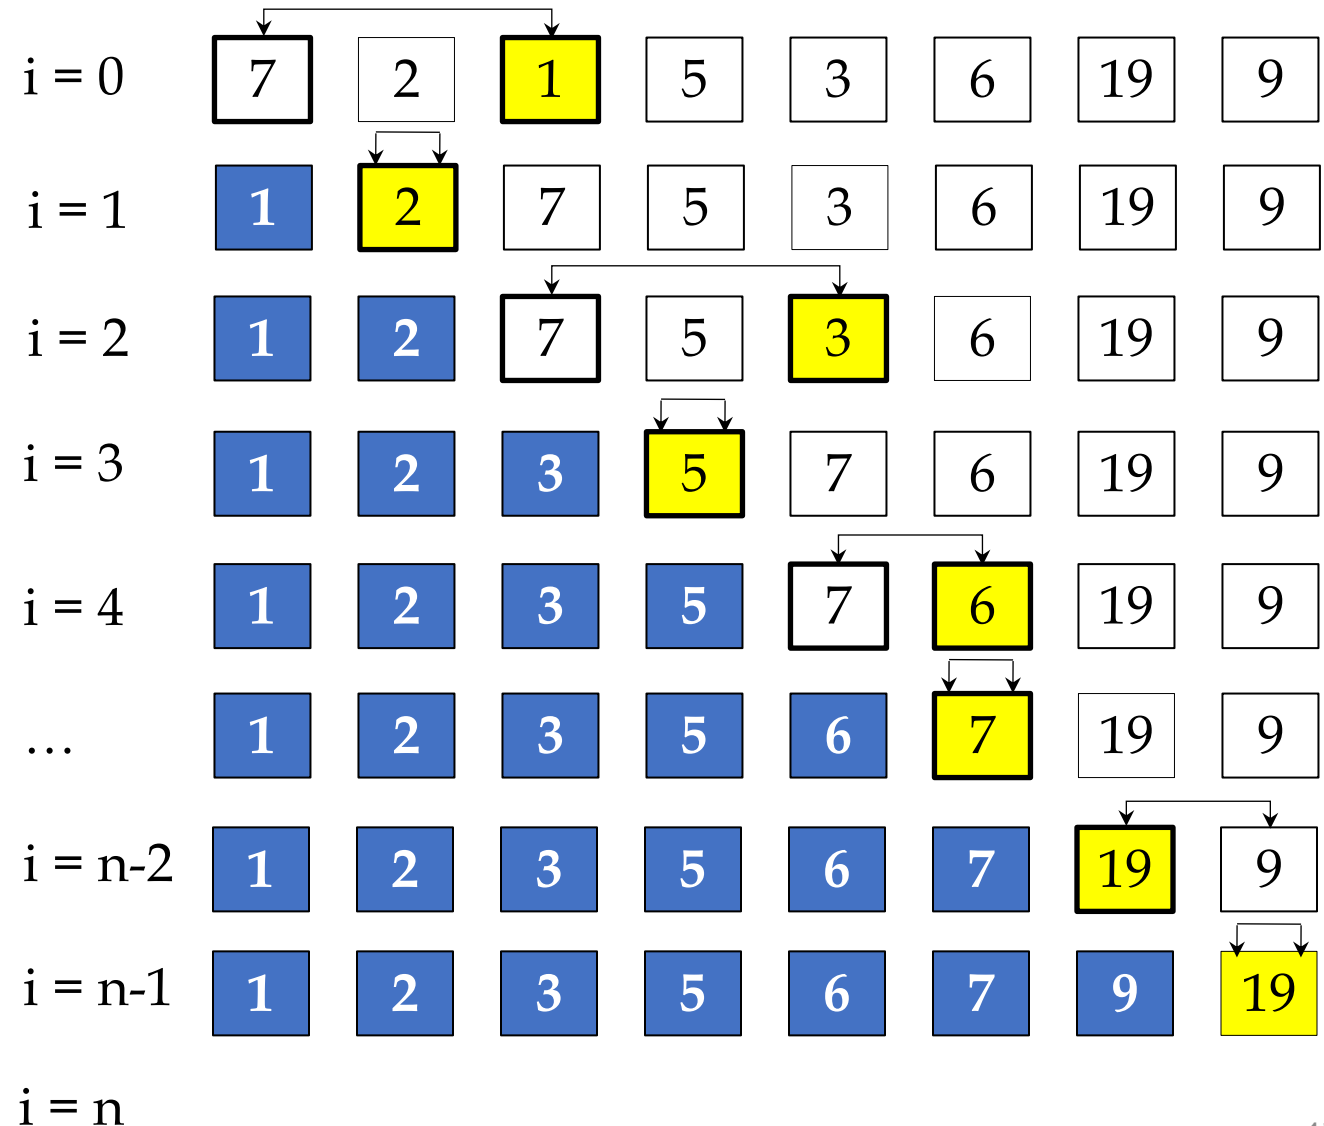 i = 0 7 2 1 5 3 6 19 9
i = 1 1 2 7 5 3 6 19 9
i = 2 1 2 7 5 3 6 19 9
i = 3 1 2 3 5 7 6 19 9
i = 4 1 2 3 5 7 6 19 9
... 1 2 3 5 6 7 19 9
i = n-2 1 2 3 5 6 7 19 9
i = n-1 1 2 3 5 6 7 9 19
i = n